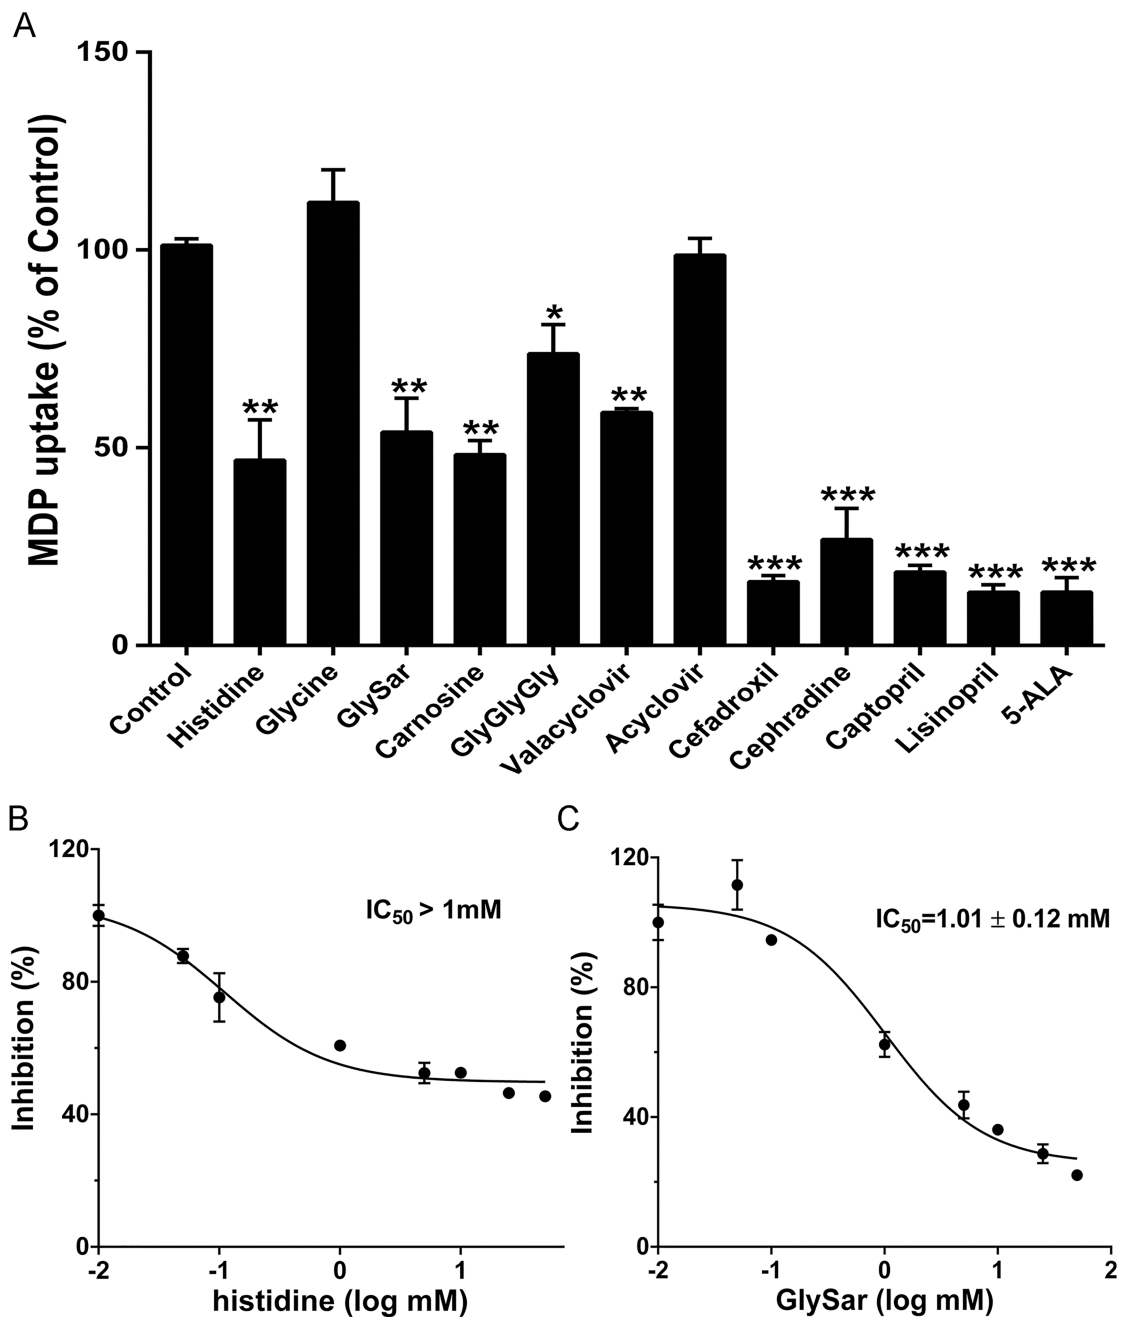 A
150
100
50
0
MDP uptake (% of Control)
**
**
**
*
**
***
***
***
***
***
Control
Histidine
Glycine
GlySar
Carnosine
GlyGlyGly
Valacyclovir
Acyclovir
Cefadroxil
Cephradine
Captopril
Lisinopril
5-ALA
B
120
80
40
0
Inhibition (%)
IC50 > 1mM
-2 -1 0 1
histidine (log mM)
C
120
80
40
0
Inhibition (%)
IC50=1.01 ± 0.12 mM
-2 -1 0 1 2
GlySar (log mM)